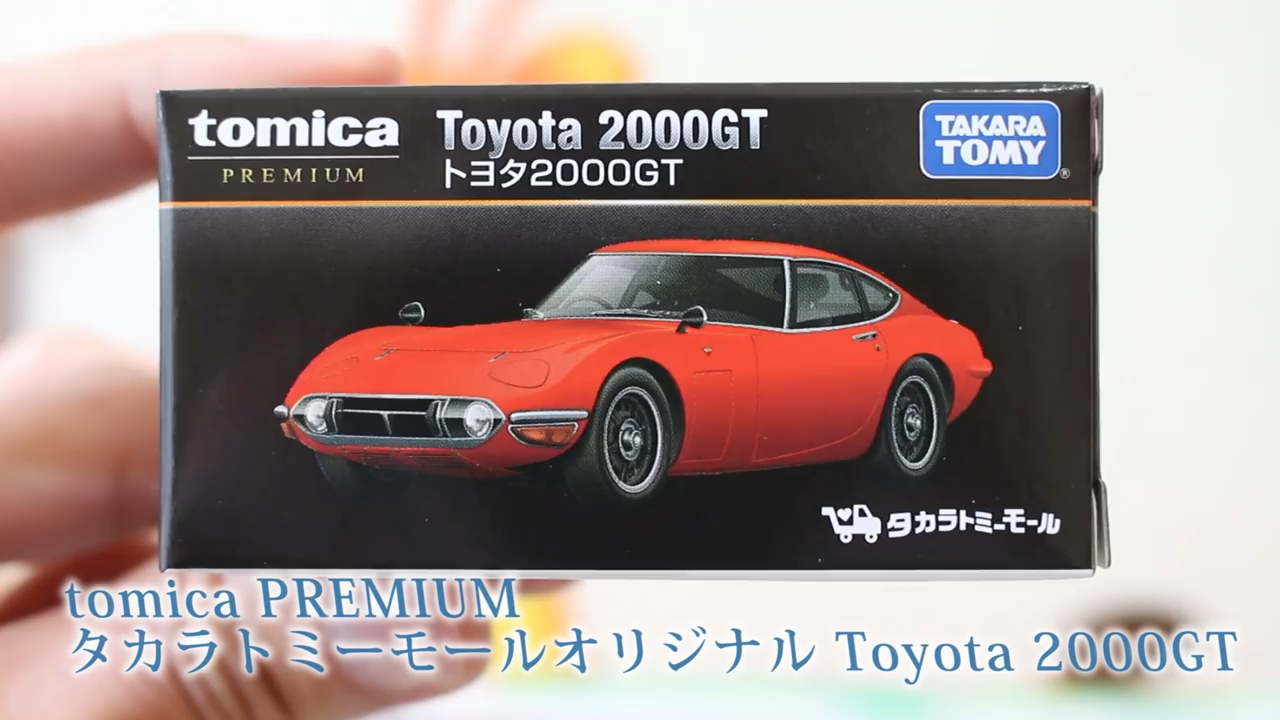 tomica
PREMIUM
Toyota 2000GT
トヨタ2000GT
TAKARA
TOMY
®
タカラトミーモール
tomica PREMIUM
タカラトミーモールオリジナル Toyota 2000GT